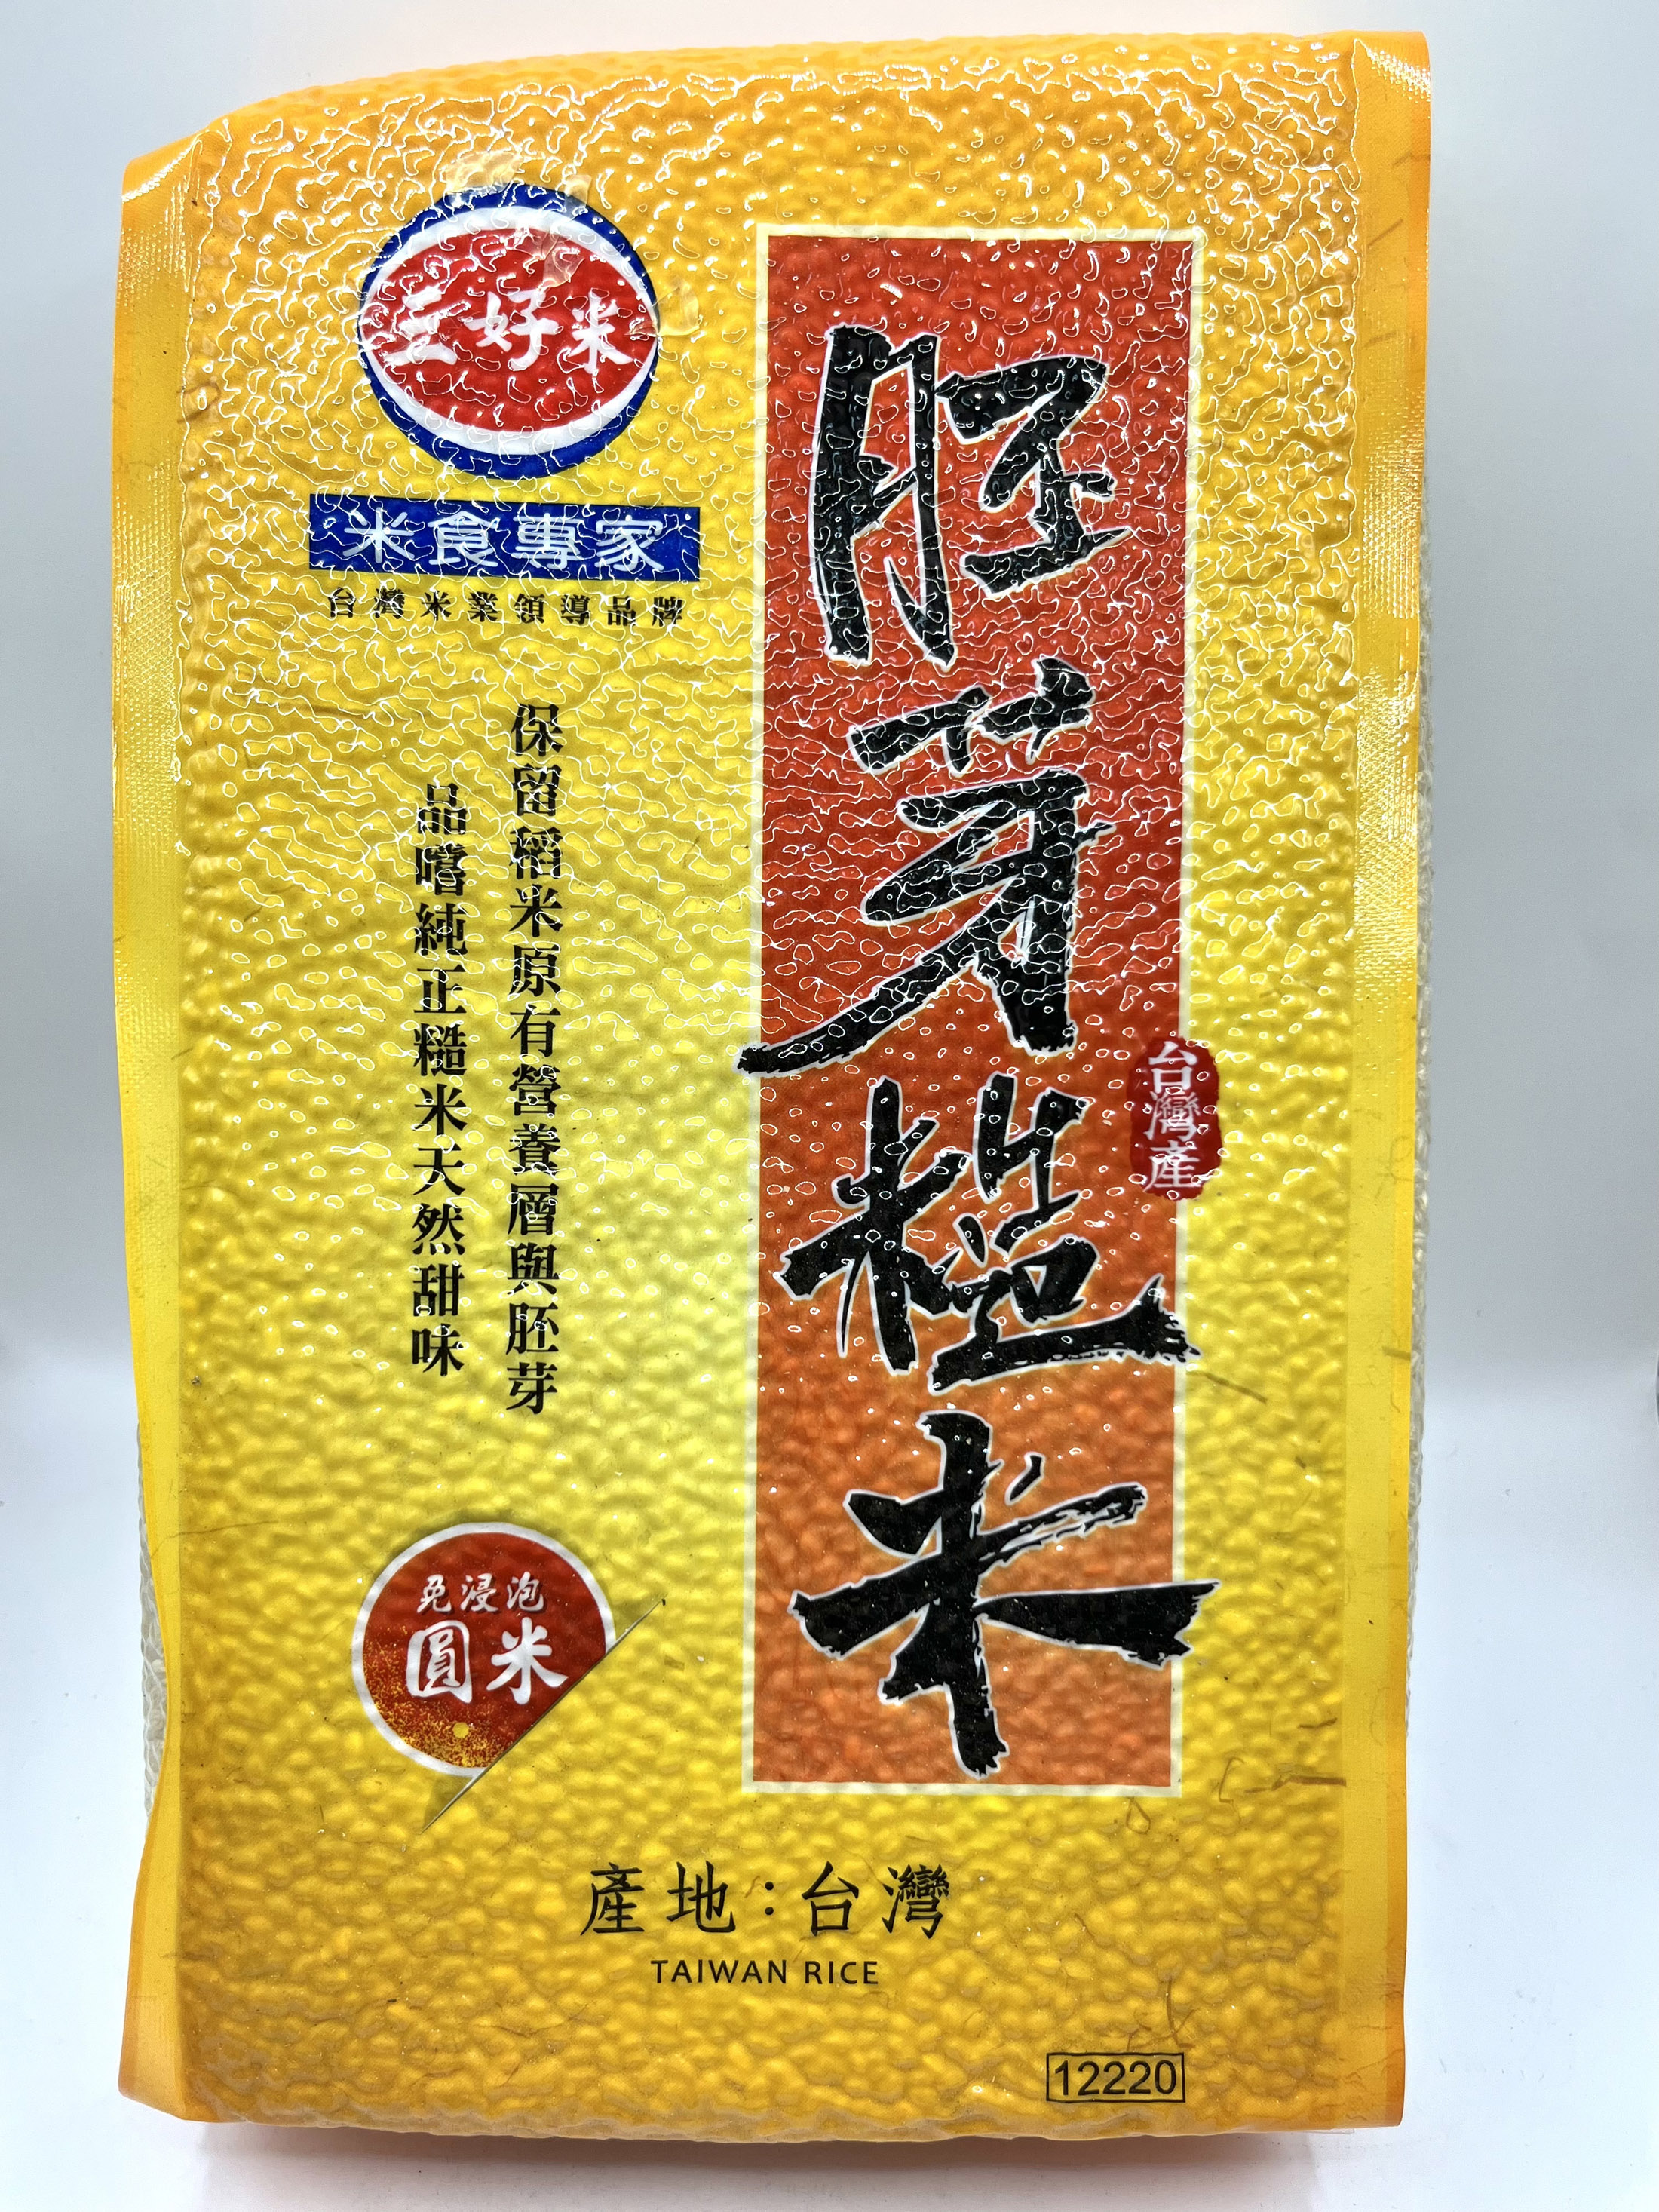 三好米
米食專家
台灣米業領導品牌
胚芽糙米
台灣產
保留稻米原有營養層與胚芽
品嚐純正糙米天然甜味
免浸泡
圓米
產地：台灣
TAIWAN RICE
12220